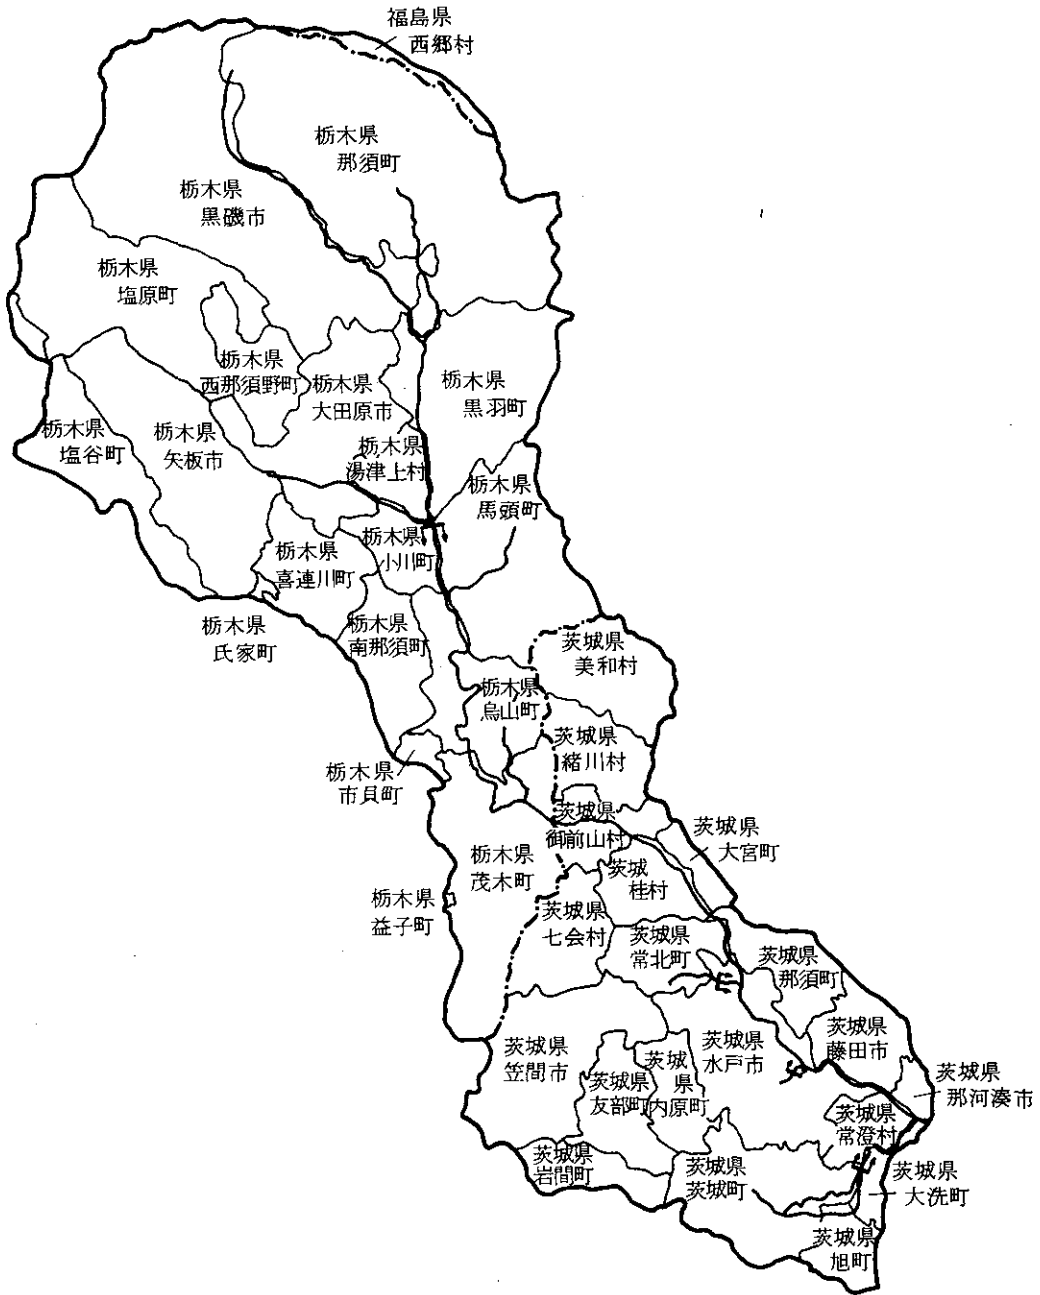 福島県
西郷村
栃木県
那須町
栃木県
黒磯市
栃木県
塩原町
栃木県
西那須野町
栃木県
大田原市
栃木県
黒羽町
栃木県
塩谷町
栃木県
矢板市
栃木県
湯津上村
栃木県
馬頭町
栃木県
喜連川町
栃木県
小川町
栃木県
氏家町
栃木県
南那須町
茨城県
美和村
栃木県
烏山町
茨城県
緒川村
栃木県
市貝町
茨城県
御前山村
茨城県
大宮町
栃木県
茂木町
茨城
桂村
栃木県
益子町
茨城県
七会村
茨城県
常北町
茨城県
那須町
茨城県
藤田市
茨城県
笠間市
茨城県
友部町
茨城
県
内原町
茨城県
水戸市
茨城県
那河湊市
茨城県
常澄村
茨城県
岩間町
茨城県
茨城町
茨城県
大洗町
茨城県
旭町